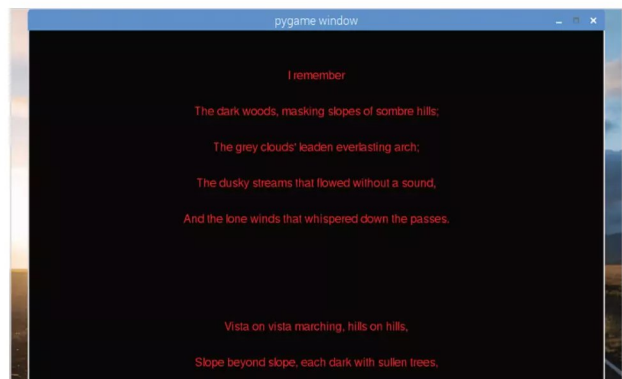 pygame window
I remember
The dark woods, masking slopes of sombre hills;
The grey clouds' leaden everlasting arch;
The dusky streams that flowed without a sound,
And the lone winds that whispered down the passes.
Vista on vista marching, hills on hills,
Slope beyond slope, each dark with sullen trees,